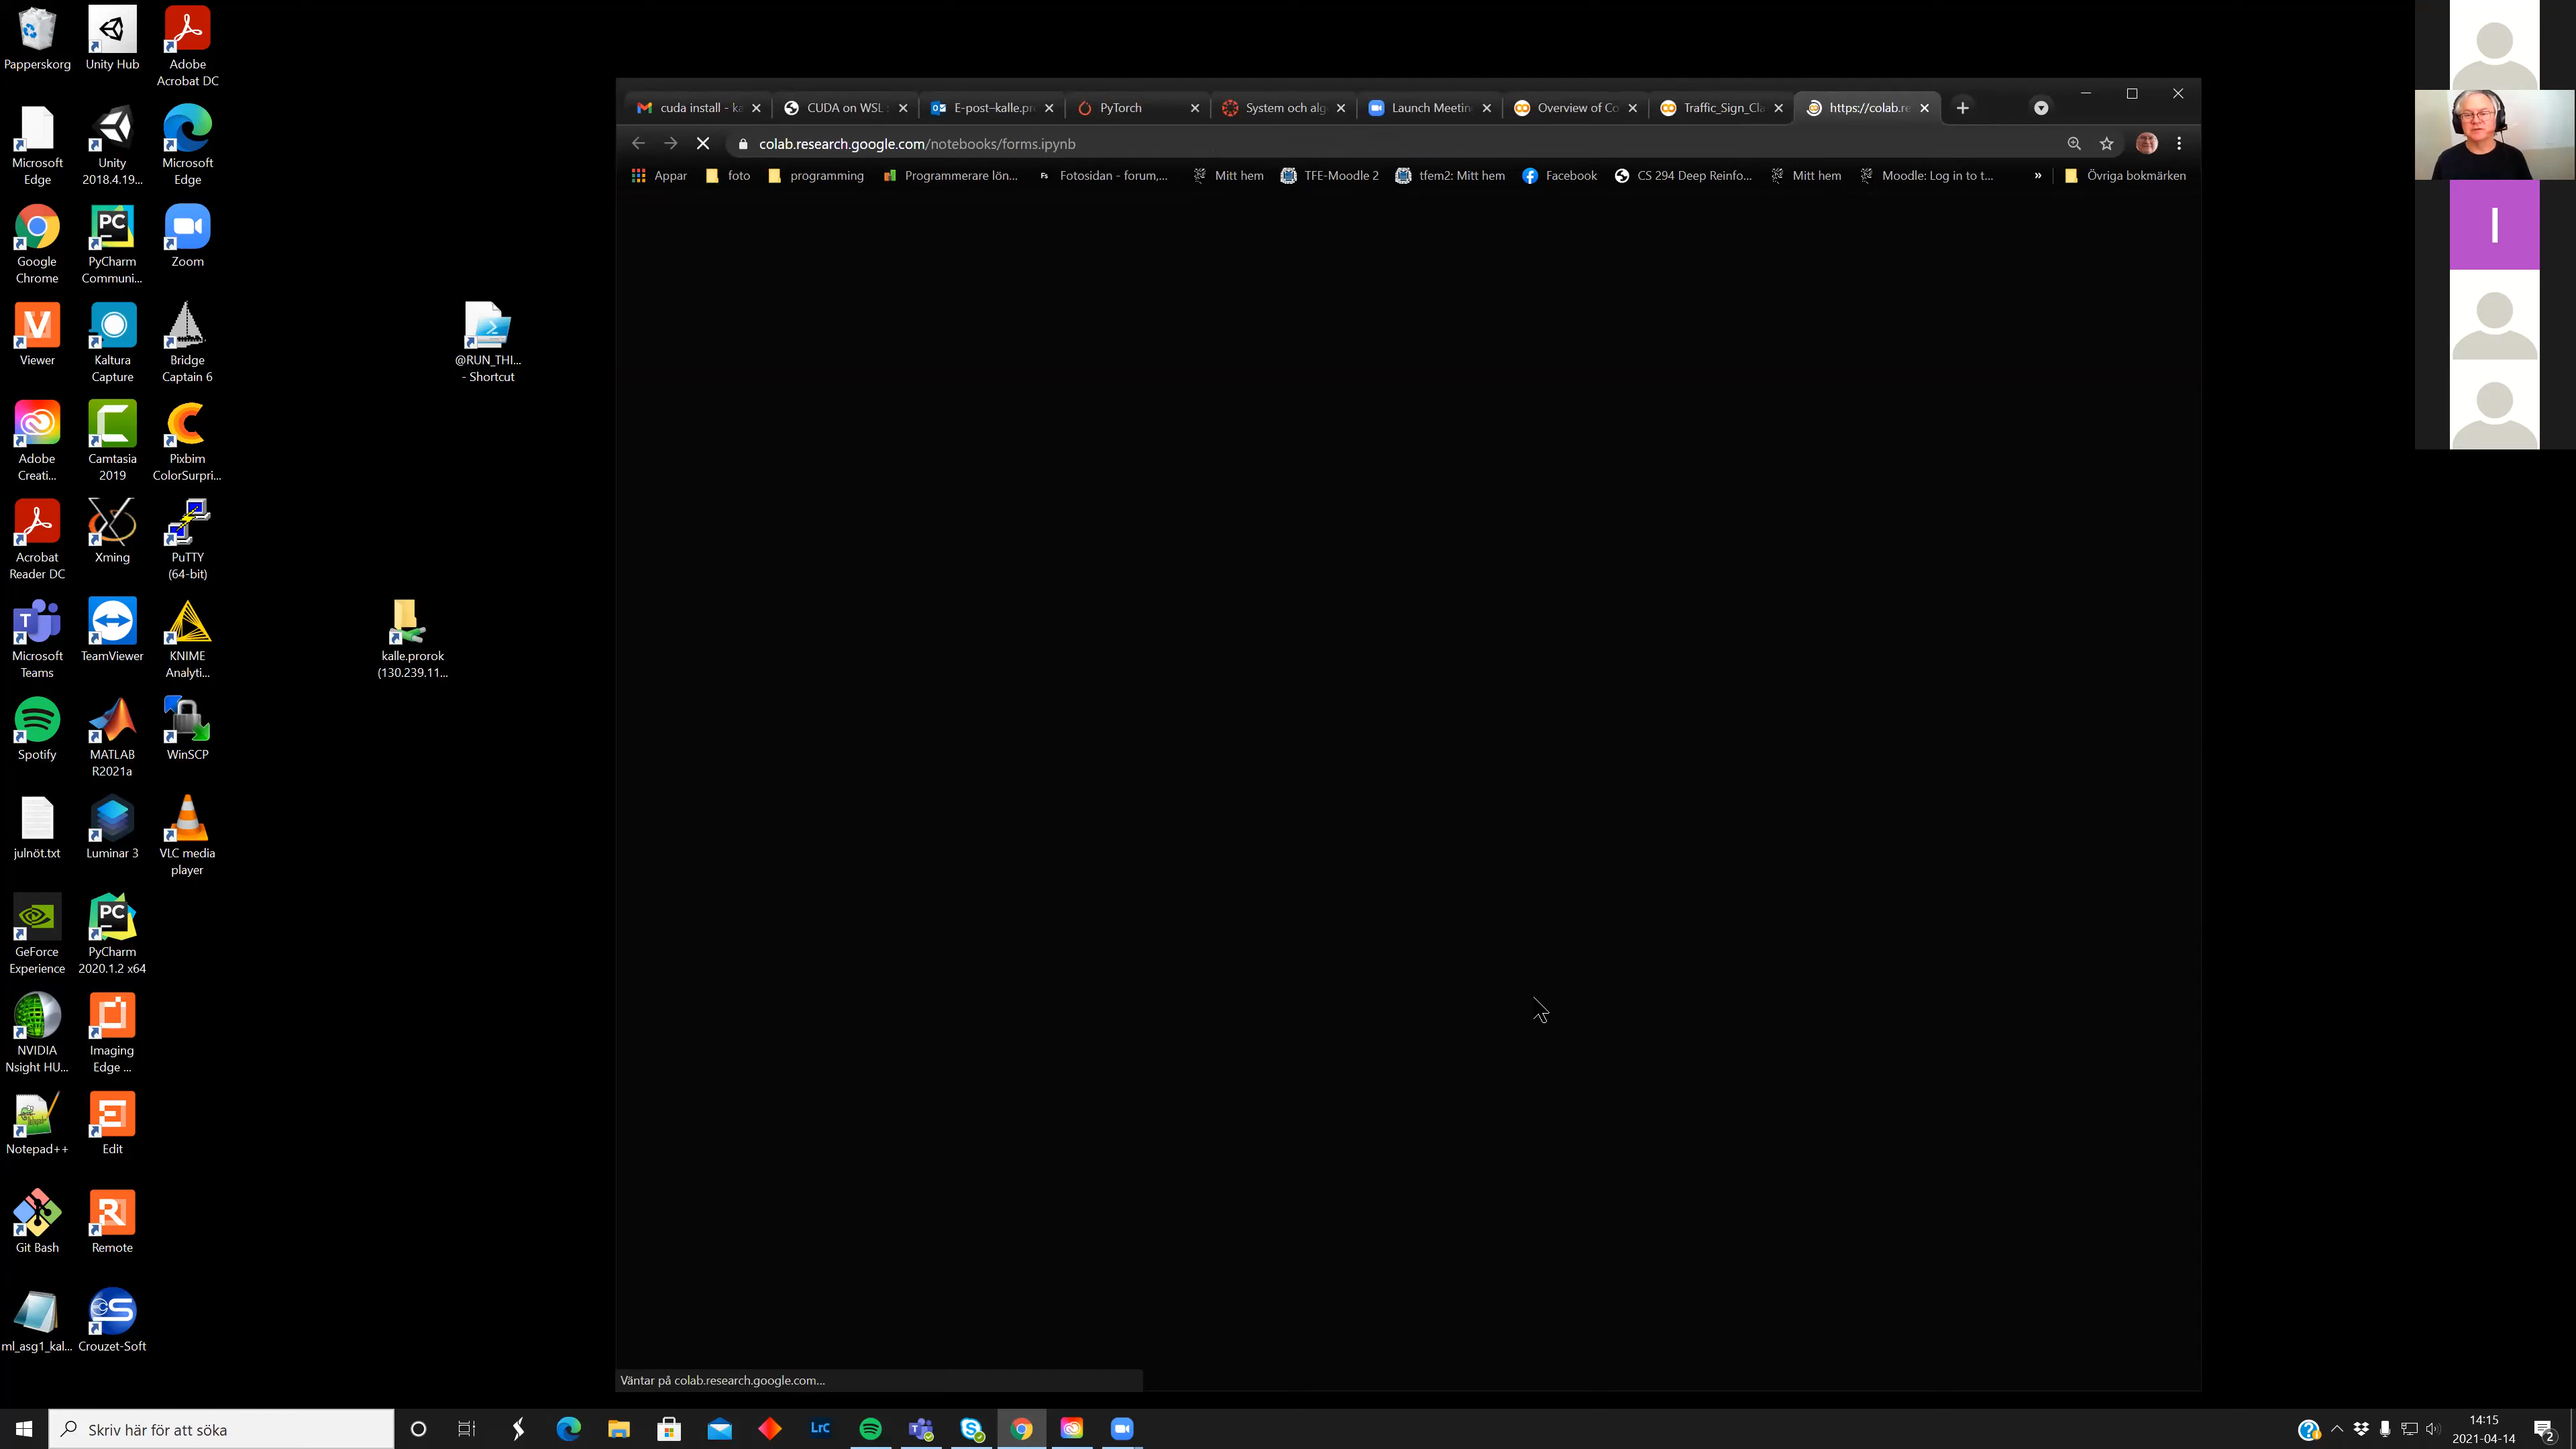 Papperskorg
Unity Hub
Adobe
Acrobat DC
Microsoft
Edge
Unity
2018.4.19...
Microsoft
Edge
Google
Chrome
PyCharm
Communi...
Zoom
Viewer
Kaltura
Capture
Bridge
Captain 6
Adobe
Creati...
Camtasia
2019
Pixbim
ColorSurpri...
Acrobat
Reader DC
Xming
PuTTY
(64-bit)
Microsoft
Teams
TeamViewer
KNIME
Analyti...
Spotify
MATLAB
R2021a
WinSCP
julnöt.txt
Luminar 3
VLC media
player
GeForce
Experience
PyCharm
2020.1.2 x64
NVIDIA
Nsight HU...
Imaging
Edge ...
Notepad++
Edit
Git Bash
Remote
ml_asg1_kal...
Crouzet-Soft
@RUN_THI...
- Shortcut
kalle.prorok
(130.239.11...
cuda install - ka
CUDA on WSL :
E-post–kalle.pr
PyTorch
System och alg
Launch Meetin
Overview of Co
Traffic_Sign_Cla
https://colab.re
colab.research.google.com/notebooks/forms.ipynb
Appar
foto
programming
Programmerare lön...
Fs
Fotosidan - forum,...
Mitt hem
TFE-Moodle 2
tfem2: Mitt hem
Facebook
CS 294 Deep Reinfo...
Mitt hem
Moodle: Log in to t...
»
Övriga bokmärken
I
Väntar på colab.research.google.com...
Skriv här för att söka
LrC
14:15
2021-04-14
2